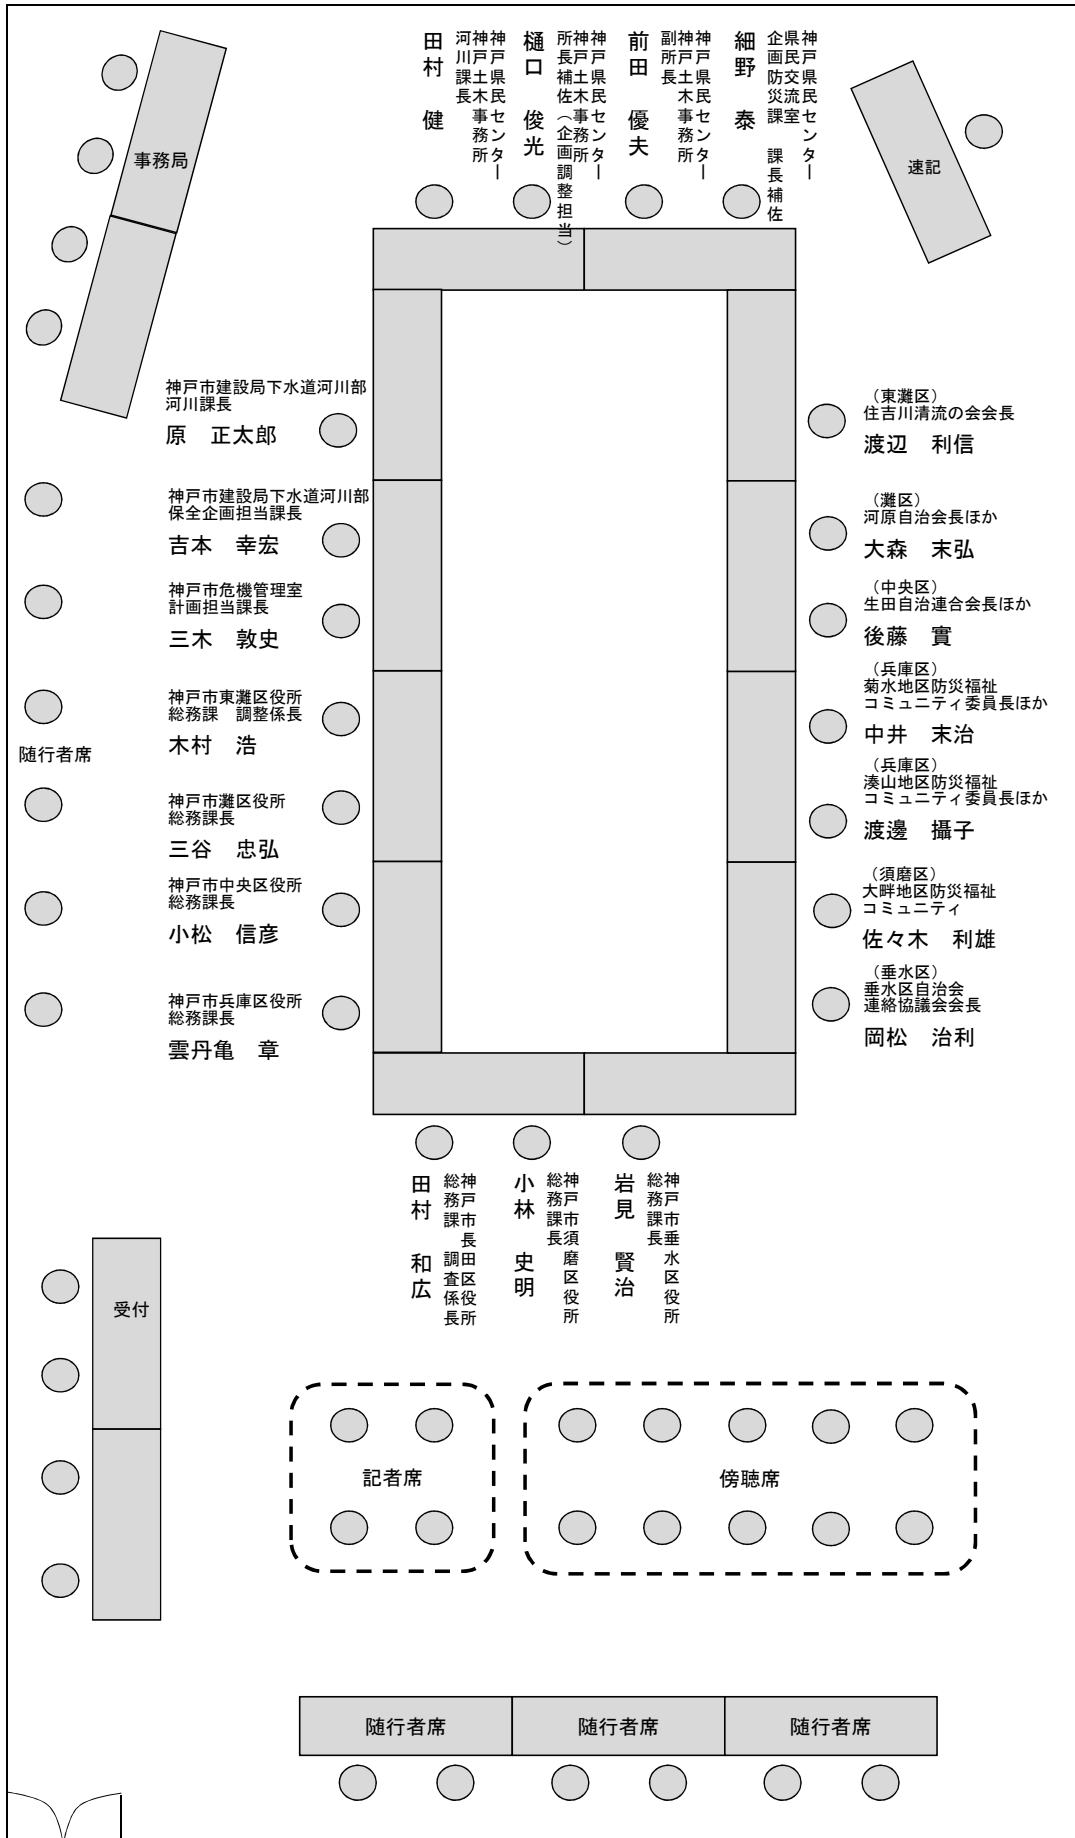 神戸県民センター
県民交流室
企画防災課　課長補佐
細野　泰
神戸県民センター
神戸土木事務所
副所長
前田　優夫
神戸県民センター
神戸土木事務所
所長補佐（企画調整担当）
樋口　俊光
神戸県民センター
神戸土木事務所
河川課長
田村　健
事務局
速記
神戸市建設局下水道河川部
河川課長
原　正太郎
神戸市建設局下水道河川部
保全企画担当課長
吉本　幸宏
神戸市危機管理室
計画担当課長
三木　敦史
神戸市東灘区役所
総務課　調整係長
木村　浩
随行者席
神戸市灘区役所
総務課長
三谷　忠弘
神戸市中央区役所
総務課長
小松　信彦
神戸市兵庫区役所
総務課長
雲丹亀　章
（東灘区）
住吉川清流の会会長
渡辺　利信
（灘区）
河原自治会長ほか
大森　末弘
（中央区）
生田自治連合会長ほか
後藤　實
（兵庫区）
菊水地区防災福祉
コミュニティ委員長ほか
中井　末治
（兵庫区）
湊山地区防災福祉
コミュニティ委員長ほか
渡邊　攝子
（須磨区）
大畔地区防災福祉
コミュニティ
佐々木　利雄
（垂水区）
垂水区自治会
連絡協議会会長
岡松　治利
神戸市垂水区役所
総務課長
岩見　賢治
神戸市須磨区役所
総務課長
小林　史明
神戸市長田区役所
総務課　調査係長
田村　和広
受付
記者席
傍聴席
随行者席
随行者席
随行者席